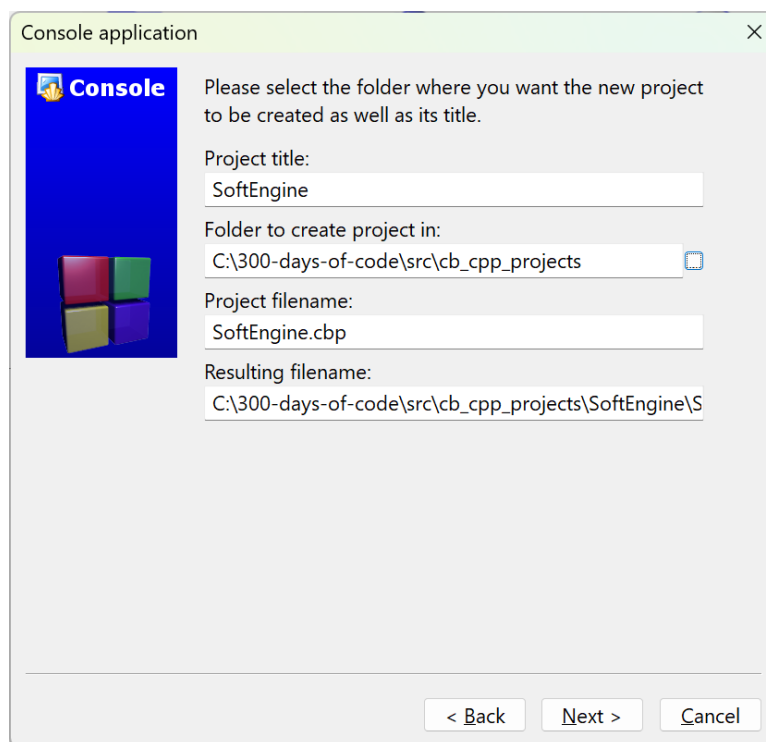 Console application
Console
Please select the folder where you want the new project
to be created as well as its title.
Project title:
SoftEngine
Folder to create project in:
C:\300-days-of-code\src\cb_cpp_projects
Project filename:
SoftEngine.cbp
Resulting filename:
C:\300-days-of-code\src\cb_cpp_projects\SoftEngine\S
< Back
Next >
Cancel